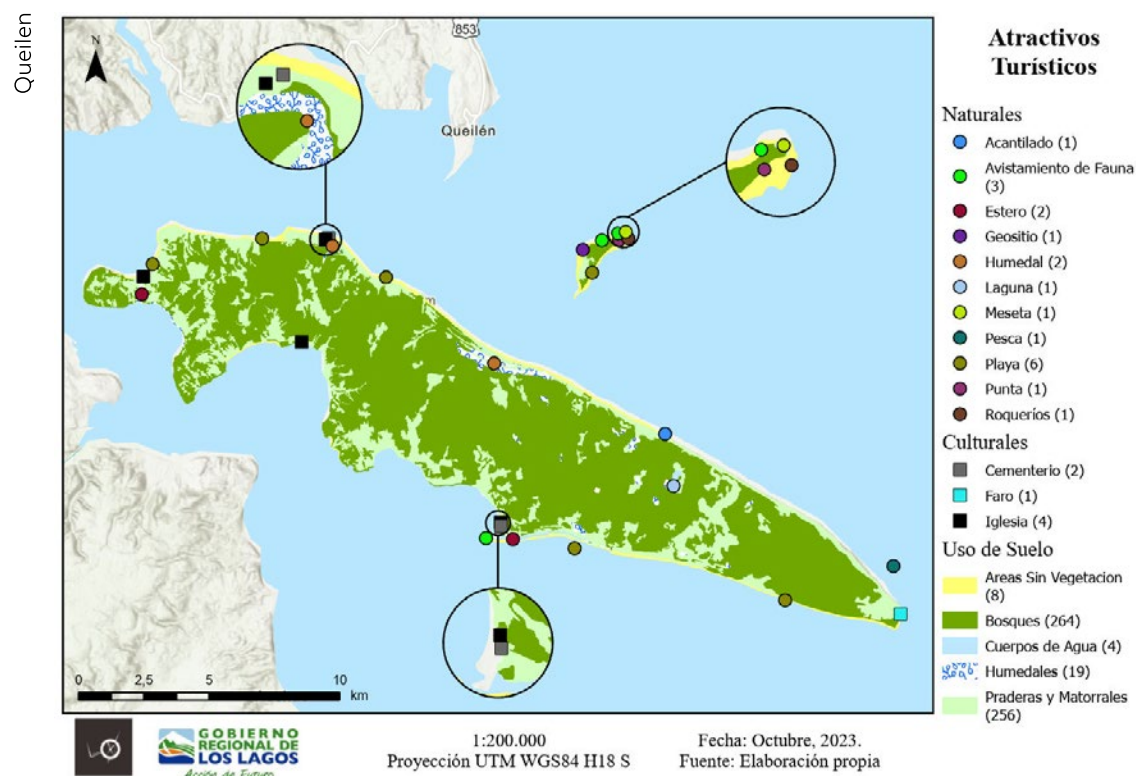 Queilen
N
853
Queilén
m
0
2,5
5
10
km
Atractivos
Turísticos
Naturales
Acantilado (1)
Avistamiento de Fauna
(3)
Estero (2)
Geositio (1)
Humedal (2)
Laguna (1)
Meseta (1)
Pesca (1)
Playa (6)
Punta (1)
Roqueríos (1)
Culturales
Cementerio (2)
Faro (1)
Iglesia (4)
Uso de Suelo
Areas Sin Vegetacion
(8)
Bosques (264)
Cuerpos de Agua (4)
Humedales (19)
Praderas y Matorrales
(256)
GOBIERNO
REGIONAL DE
LOS LAGOS
Acción de Futuro
1:200.000
Proyección UTM WGS84 H18 S
Fecha: Octubre, 2023.
Fuente: Elaboración propia